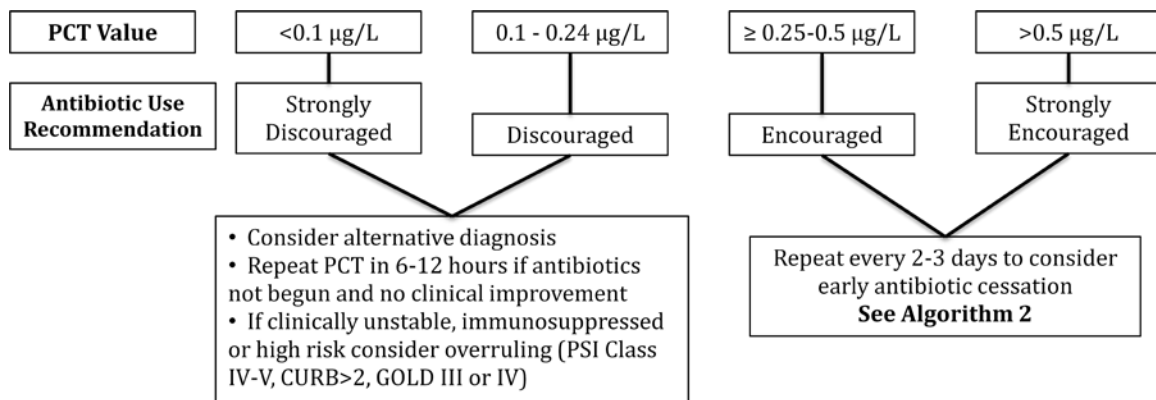 PCT Value
<0.1 µg/L
0.1 - 0.24 µg/L
≥ 0.25-0.5 µg/L
>0.5 µg/L
Antibiotic Use
Recommendation
Strongly
Discouraged
Discouraged
Encouraged
Strongly
Encouraged
• Consider alternative diagnosis
• Repeat PCT in 6-12 hours if antibiotics
not begun and no clinical improvement
• If clinically unstable, immunosuppressed
or high risk consider overruling (PSI Class
IV-V, CURB>2, GOLD III or IV)
Repeat every 2-3 days to consider
early antibiotic cessation
See Algorithm 2